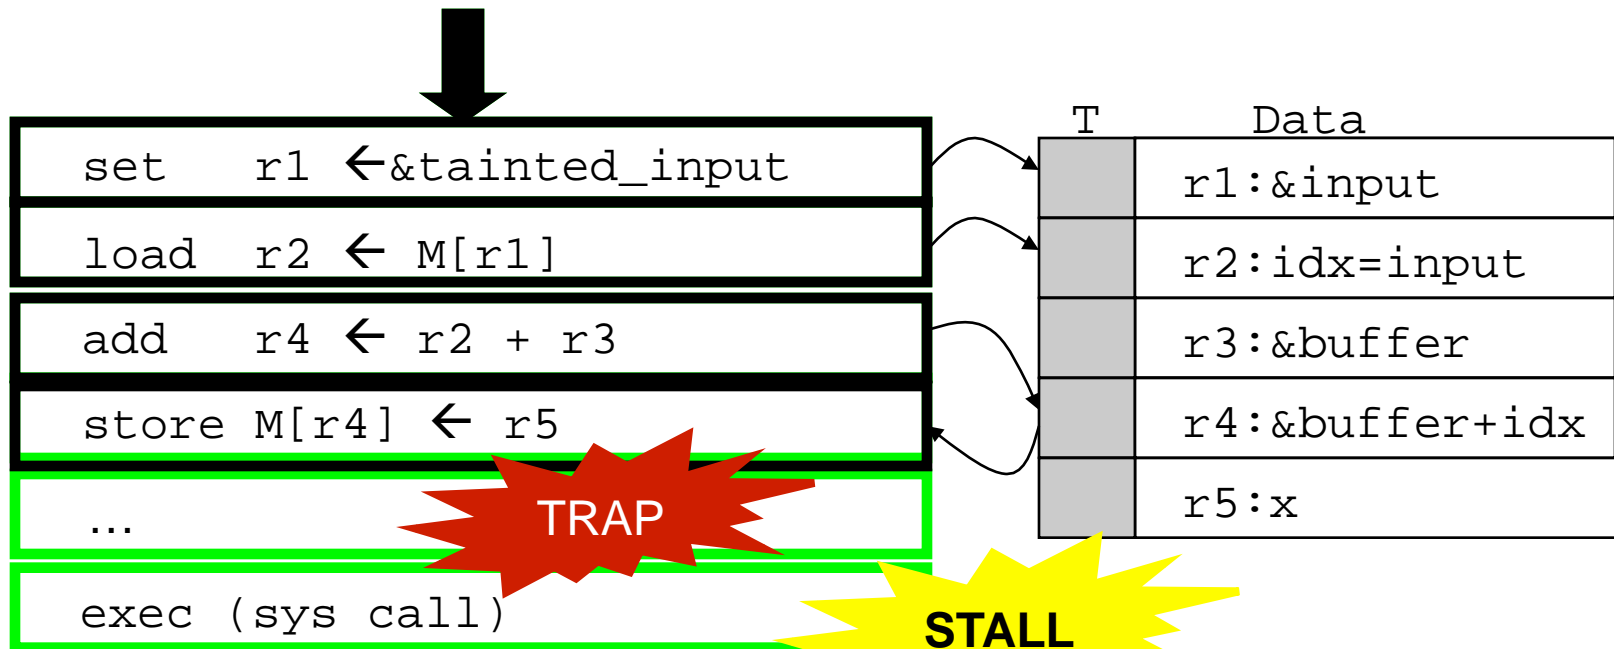 T Data
set r1 ←&tainted_input
r1:&input
load r2 ← M[r1]
r2:idx=input
add r4 ← r2 + r3
r3:&buffer
store M[r4] ← r5
r4:&buffer+idx
...
TRAP
r5:x
exec (sys call)
STALL